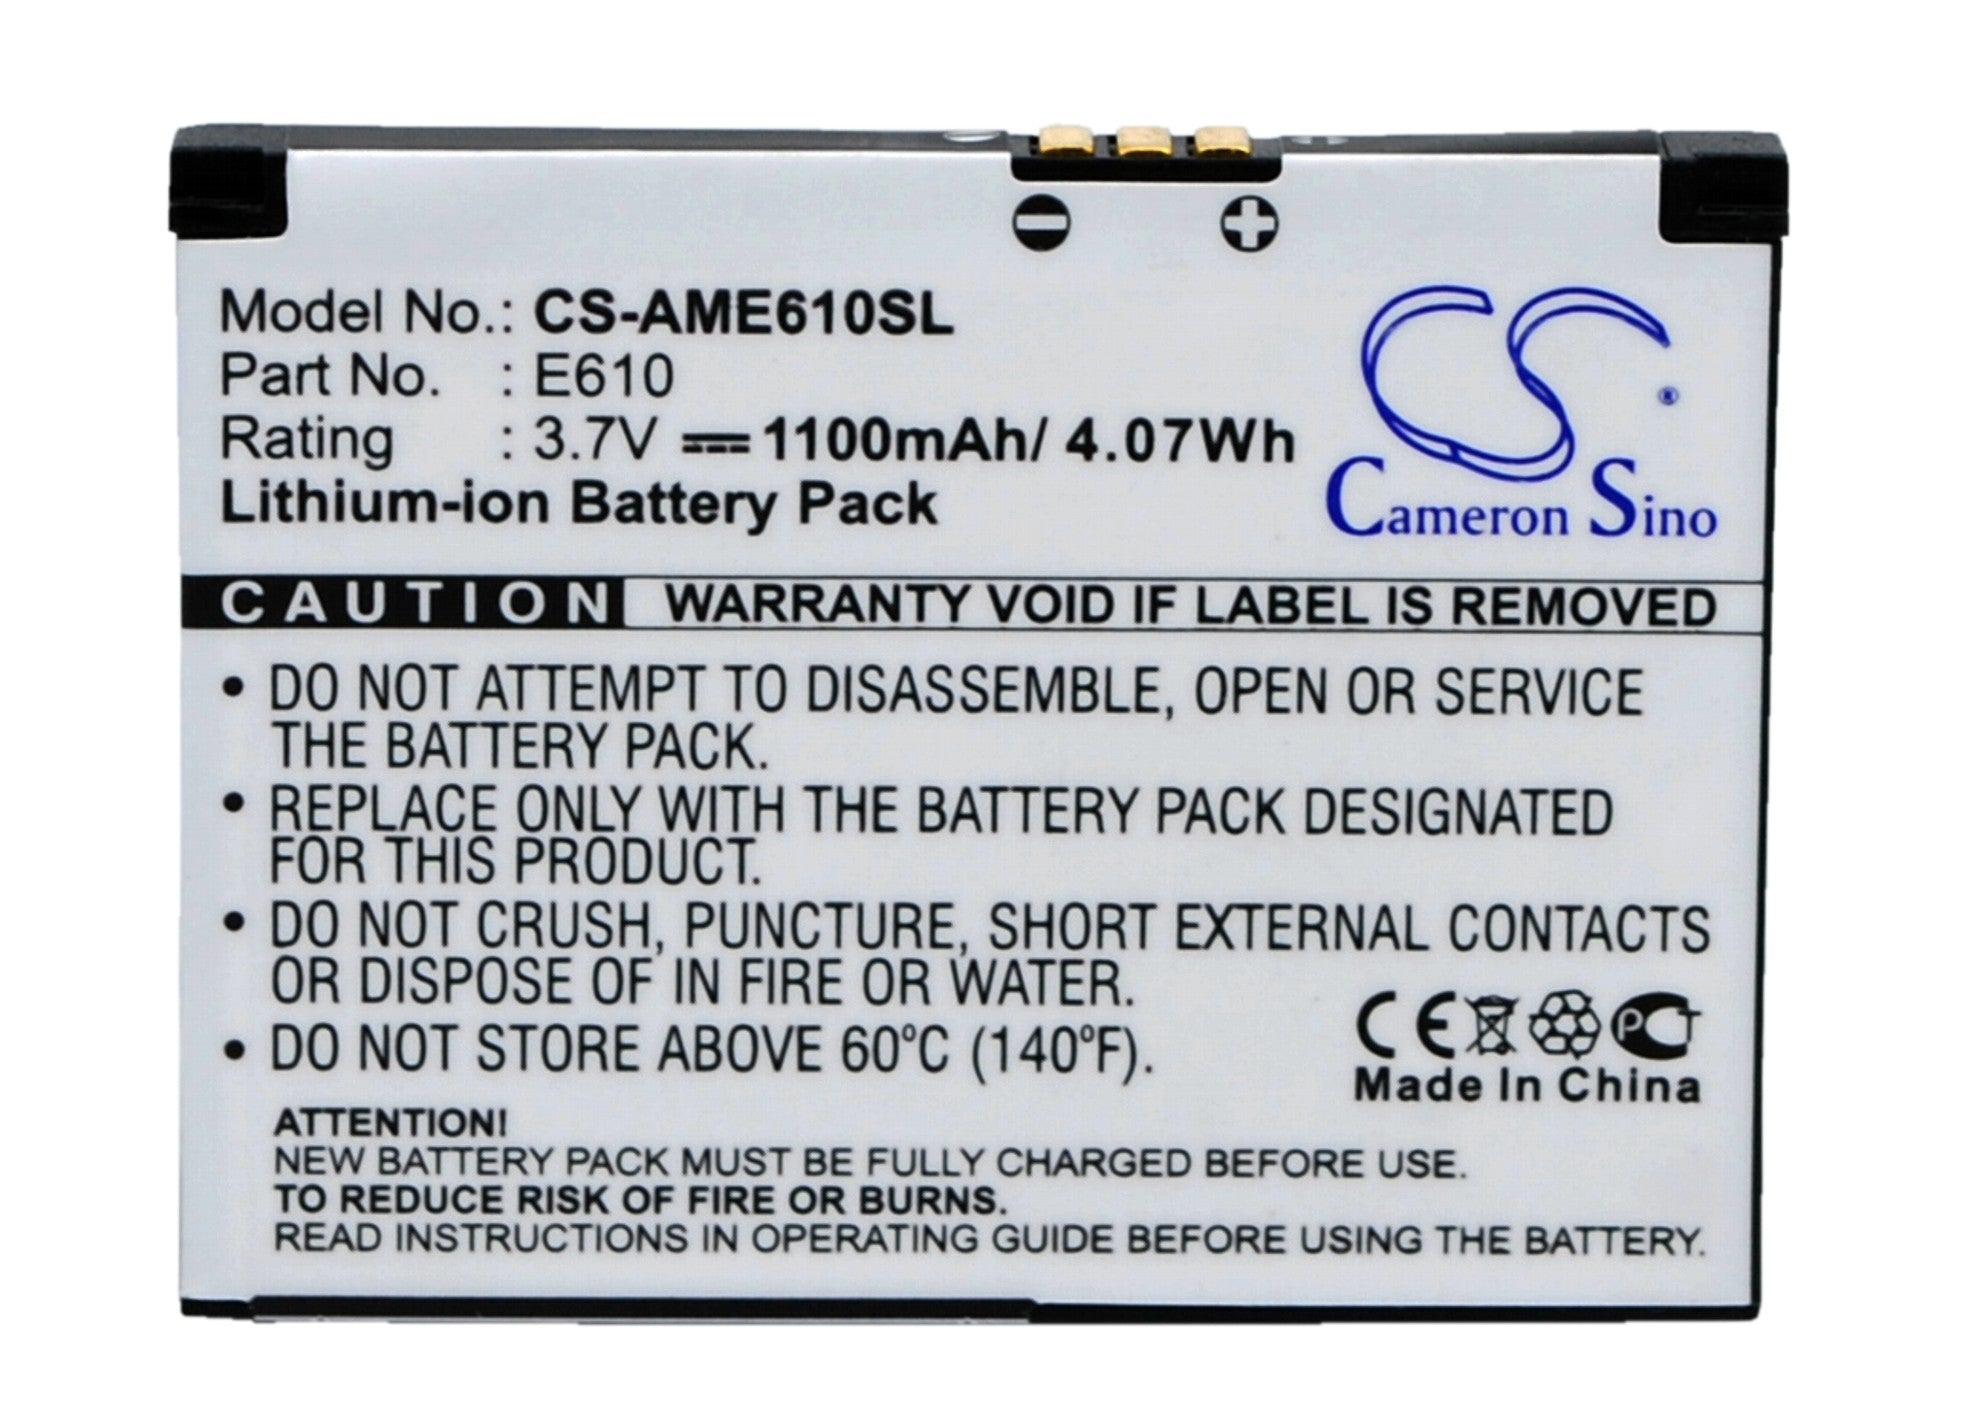 Model No.: CS-AME610SL
Part No. : E610
Rating : 3.7V 1100mAh/ 4.07Wh
Lithium-ion Battery Pack
CS ®
Cameron Sino
CAUTION WARRANTY VOID IF LABEL IS REMOVED
• DO NOT ATTEMPT TO DISASSEMBLE, OPEN OR SERVICE
THE BATTERY PACK.
• REPLACE ONLY WITH THE BATTERY PACK DESIGNATED
FOR THIS PRODUCT.
• DO NOT CRUSH, PUNCTURE, SHORT EXTERNAL CONTACTS
OR DISPOSE OF IN FIRE OR WATER.
• DO NOT STORE ABOVE 60°C (140°F).
CE PCT
Made In China
ATTENTION!
NEW BATTERY PACK MUST BE FULLY CHARGED BEFORE USE.
TO REDUCE RISK OF FIRE OR BURNS.
READ INSTRUCTIONS IN OPERATING GUIDE BEFORE USING THE BATTERY.